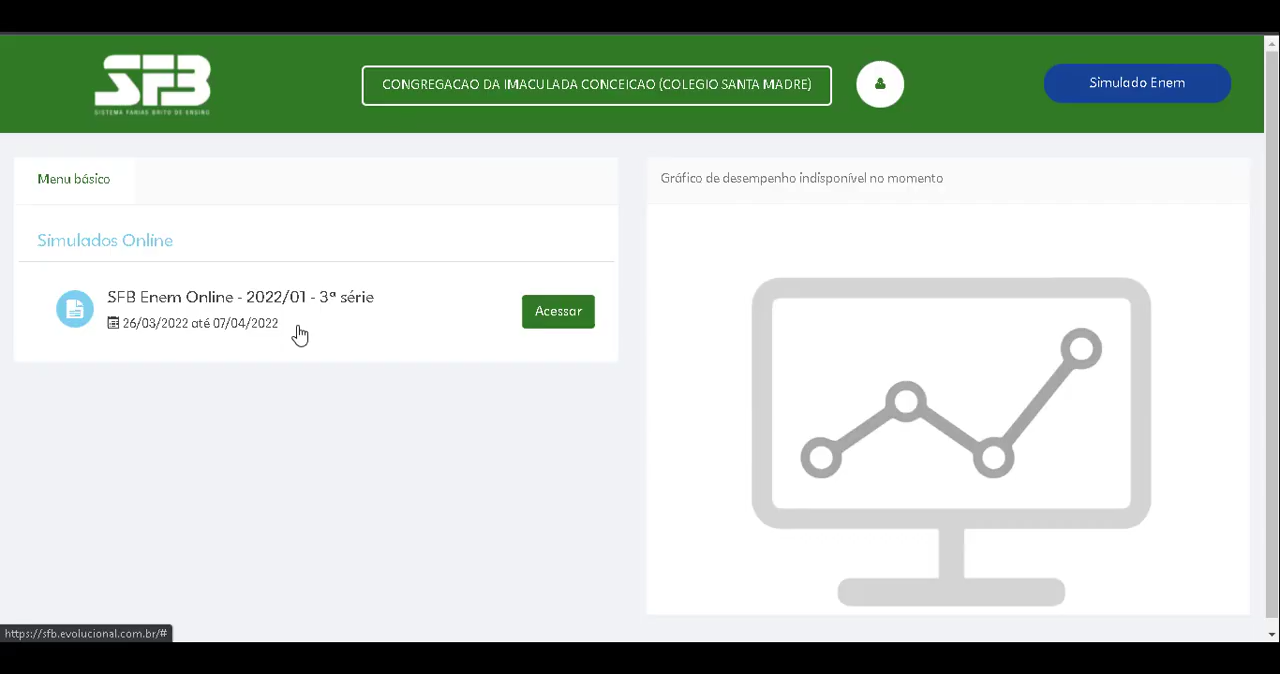 SFB
SISTEMA FARIAS BRITO DE ENSINO
CONGREGACAO DA IMACULADA CONCEICAO (COLEGIO SANTA MADRE)
Simulado Enem
Menu básico
Gráfico de desempenho indisponível no momento
Simulados Online
SFB Enem Online - 2022/01 - 3ª série
26/03/2022 até 07/04/2022
Acessar
https://sfb.evolucional.com.br/#